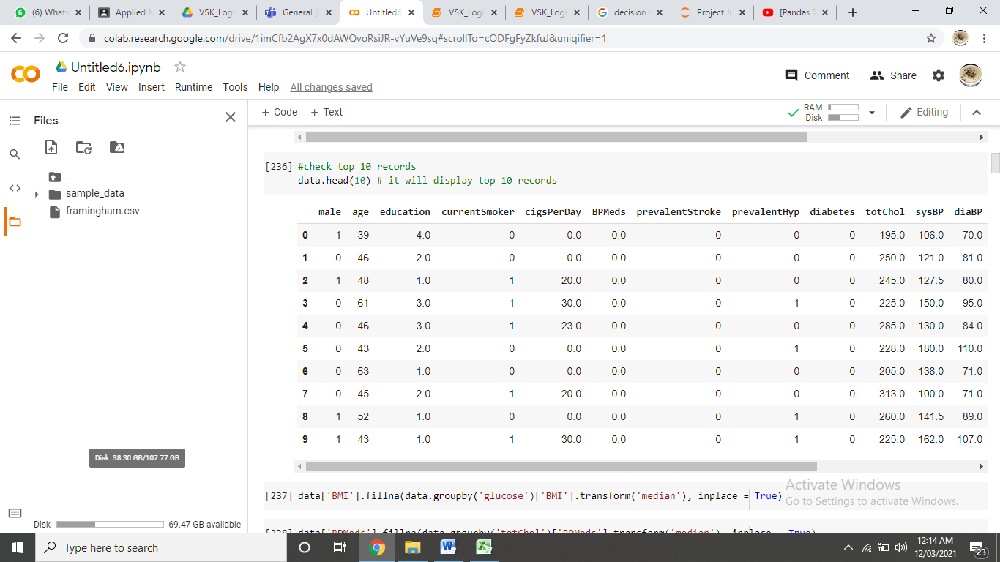 (6) Whats
Applied M
VSK_Logi
General (
Untitled6
VSK_Logi
VSK_Logi
decision
Project Ju
[Pandas T
colab.research.google.com/drive/1imCfb2AgX7x0dAWQvoRsiJR-vYuVe9sq#scrollTo=cODFgFyZkfuJ&uniqifier=1
Untitled6.ipynb
File Edit View Insert Runtime Tools Help All changes saved
Comment Share
Files
+ Code + Text
RAM
Disk
Editing
..
sample_data
framingham.csv
[236] #check top 10 records
data.head(10) # it will display top 10 records
male age education currentSmoker cigsPerDay BPMeds prevalentStroke prevalentHyp diabetes totChol sysBP diaBP
0 1 39 4.0 0 0.0 0.0 0 0 0 195.0 106.0 70.0
1 0 46 2.0 0 0.0 0.0 0 0 0 250.0 121.0 81.0
2 1 48 1.0 1 20.0 0.0 0 0 0 245.0 127.5 80.0
3 0 61 3.0 1 30.0 0.0 0 1 0 225.0 150.0 95.0
4 0 46 3.0 1 23.0 0.0 0 0 0 285.0 130.0 84.0
5 0 43 2.0 0 0.0 0.0 0 1 0 228.0 180.0 110.0
6 0 63 1.0 0 0.0 0.0 0 0 0 205.0 138.0 71.0
7 0 45 2.0 1 20.0 0.0 0 0 0 313.0 100.0 71.0
8 1 52 1.0 0 0.0 0.0 0 1 0 260.0 141.5 89.0
9 1 43 1.0 1 30.0 0.0 0 1 0 225.0 162.0 107.0
Disk: 38.30 GB/107.77 GB
[237] data['BMI'].fillna(data.groupby('glucose')['BMI'].transform('median'), inplace = True)
Activate Windows
Go to Settings to activate Windows.
[238] data['BPMeds'].fillna(data.groupby('totChol')['BPMeds'].transform('median'), inplace = True)
Disk 69.47 GB available
Type here to search
12:14 AM
12/03/2021
23